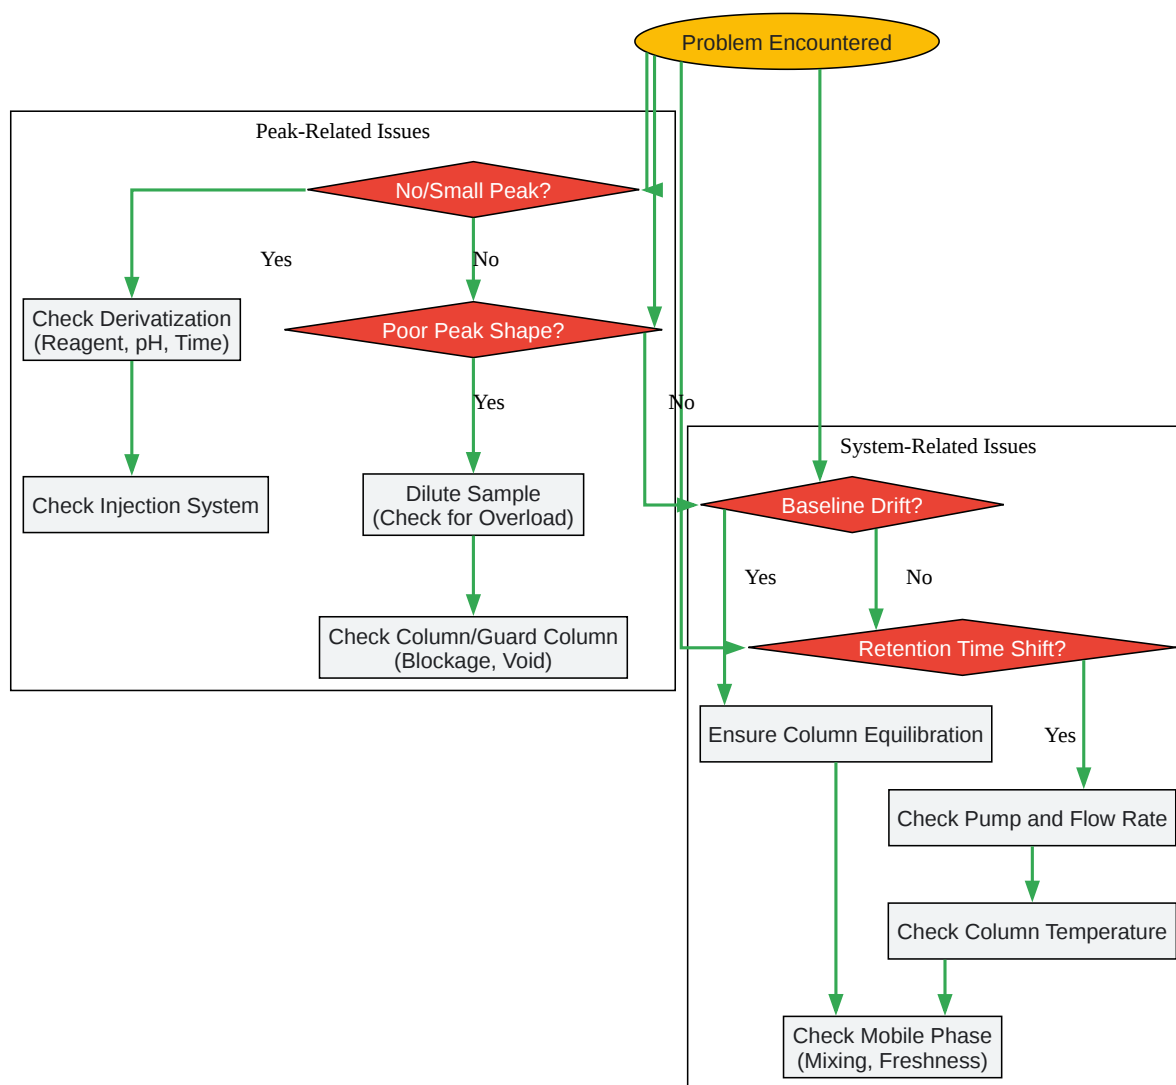 Problem Encountered
Peak-Related Issues
No/Small Peak?
Yes
No
Check Derivatization
(Reagent, pH, Time)
Poor Peak Shape?
Yes
No
Check Injection System
Dilute Sample
(Check for Overload)
Check Column/Guard Column
(Blockage, Void)
System-Related Issues
Baseline Drift?
Yes
No
Retention Time Shift?
Ensure Column Equilibration
Yes
Check Pump and Flow Rate
Check Column Temperature
Check Mobile Phase
(Mixing, Freshness)